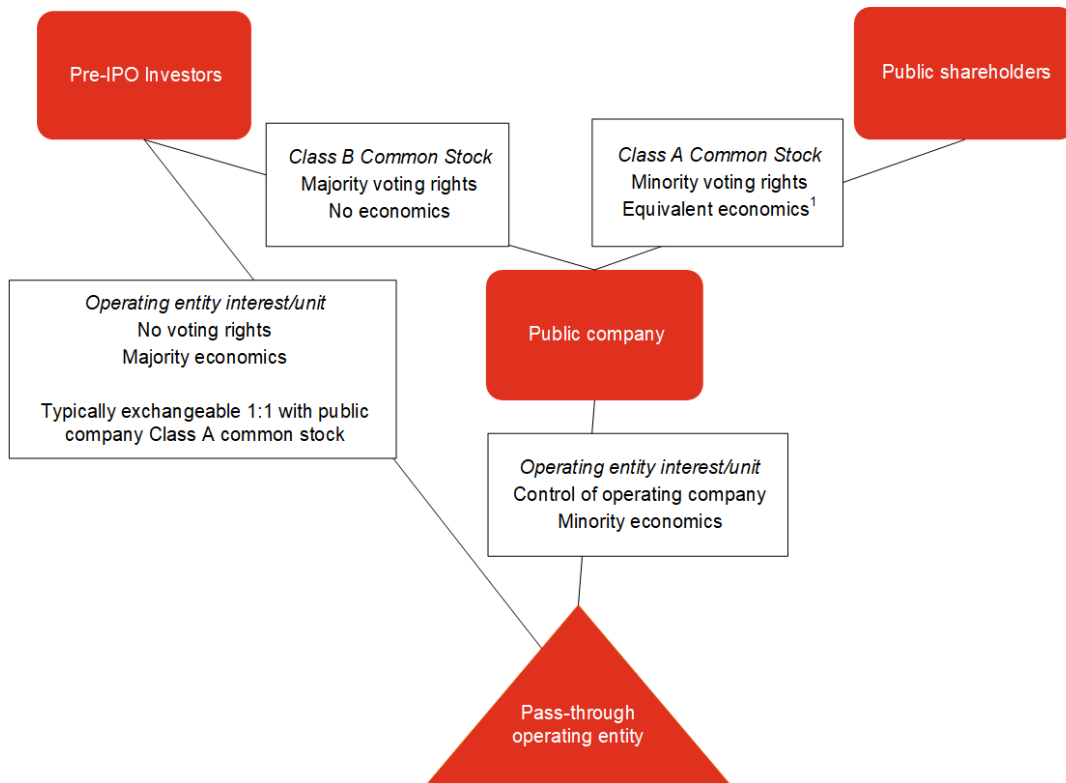 Pre-IPO Investors
Public shareholders
Class B Common Stock
Majority voting rights
No economics
Class A Common Stock
Minority voting rights
Equivalent economics¹
Operating entity interest/unit
No voting rights
Majority economics
Typically exchangeable 1:1 with public
company Class A common stock
Public company
Operating entity interest/unit
Control of operating company
Minority economics
Pass-through
operating entity